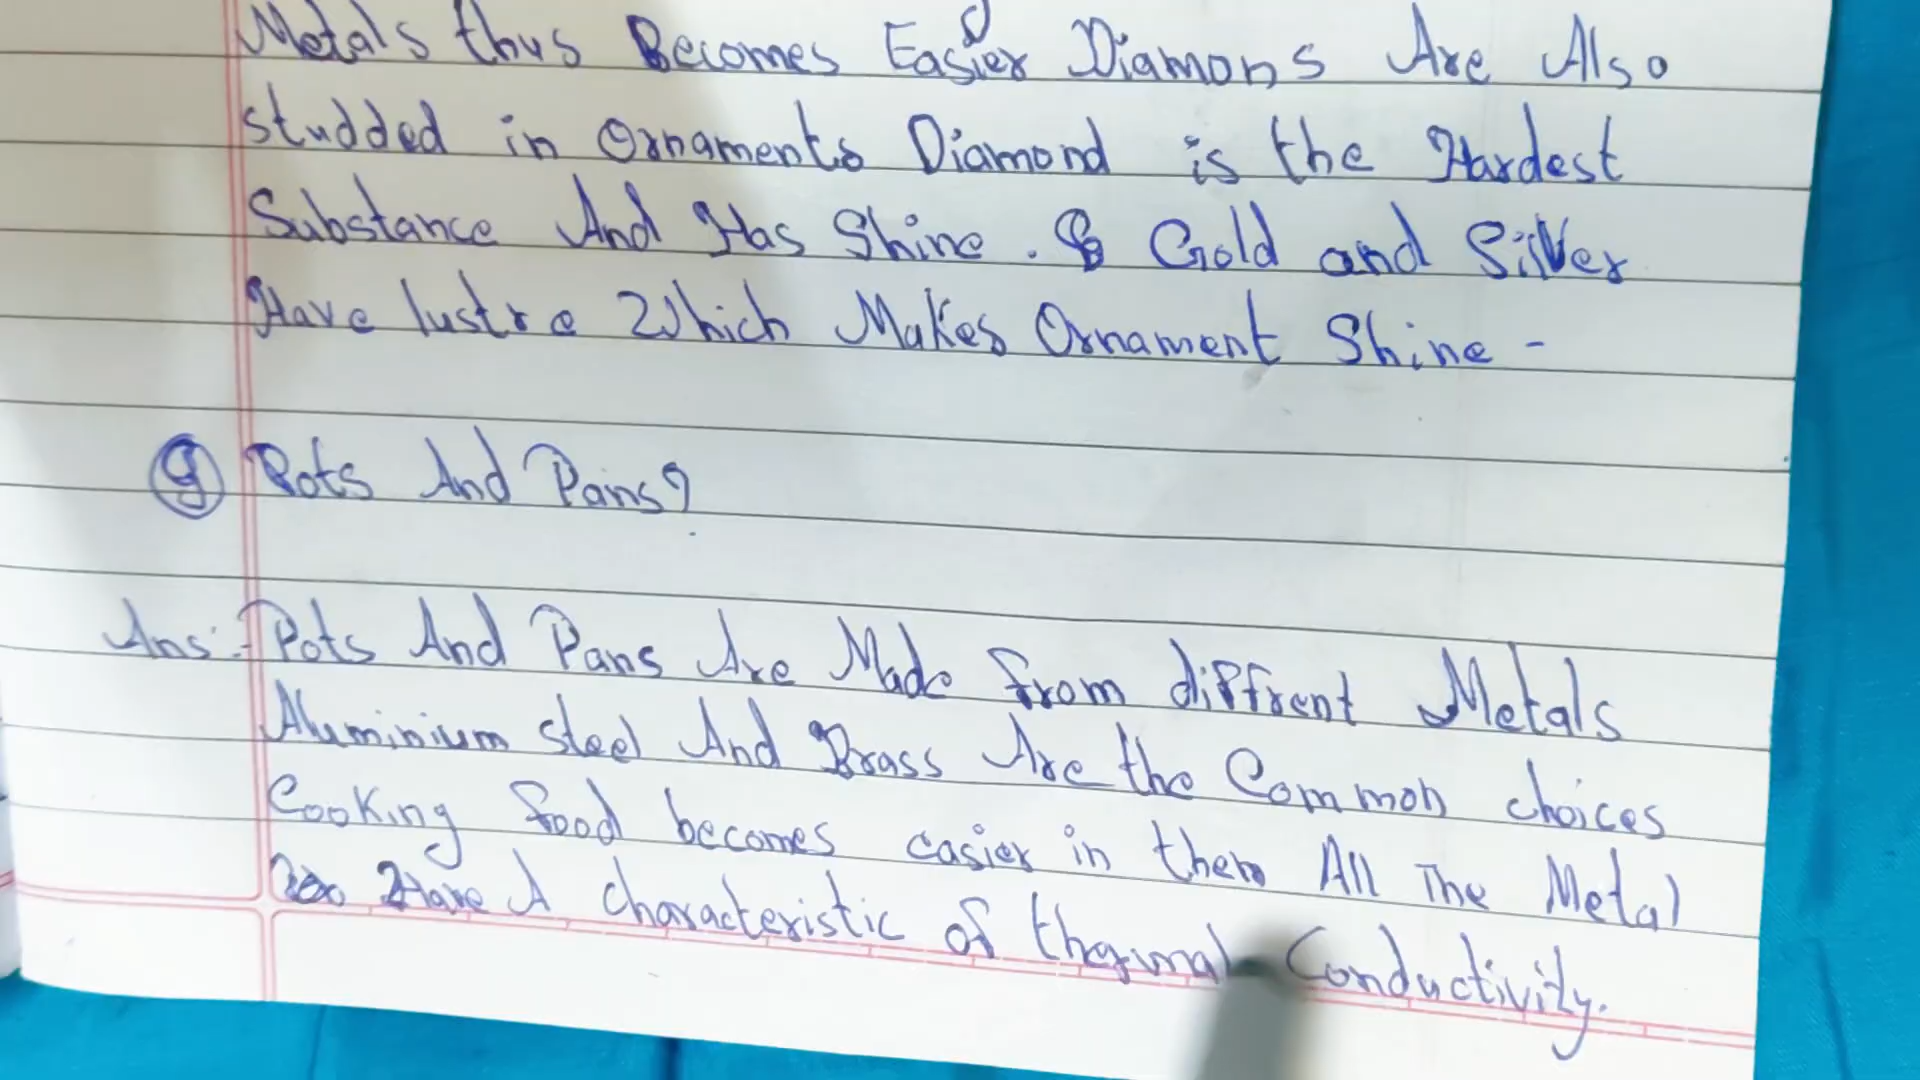 Metals thus Becomes Easier Diamons Are Also
studded in Ornaments Diamond is the Hardest
Substance And Has Shine. Gold and Silver
Have lustre Which Makes Ornament Shine -
g Pots And Pans?
Ans:- Pots And Pans Are Made from diffrent Metals
Aluminium steel And Brass Are the Common choices
Cooking food becomes easier in them All The Metal
Have A characteristic of thermal Conductivity.